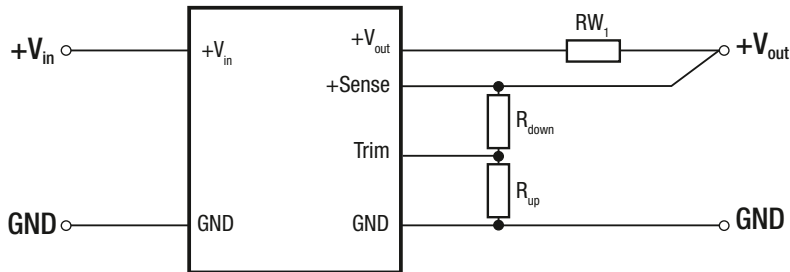 RW₁
+Vin
+Vin
+Vout
+Vout
+Sense
Rdown
Trim
Rup
GND
GND
GND
GND